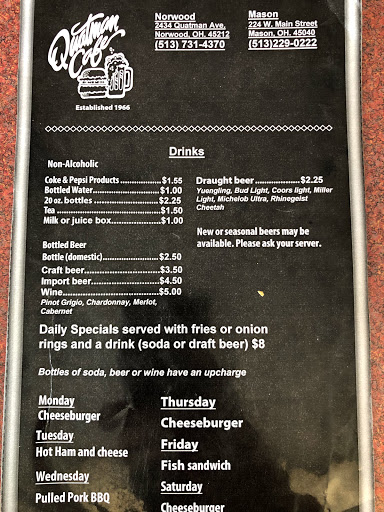 Quatman
Cafe
Established 1966
Norwood
2434 Quatman Ave.
Norwood, OH. 45212
(513) 731-4370
Mason
224 W. Main Street
Mason, OH. 45040
(513)229-0222
Drinks
Non-Alcoholic
Coke & Pepsi Products ................$1.55
Bottled Water...................$1.00
20 oz. bottles ..................$2.25
Tea ..................................$1.50
Milk or juice box...............$1.00
Bottled Beer
Bottle (domestic)................$2.50
Craft beer.........................$3.50
Import beer......................$4.50
Wine.................................$5.00
Pinot Grigio, Chardonnay, Merlot,
Cabernet
Draught beer ...............$2.25
Yuengling, Bud Light, Coors light, Miller
Light, Michelob Ultra, Rhinegeist
Cheetah
New or seasonal beers may be
available. Please ask your server.
Daily Specials served with fries or onion
rings and a drink (soda or draft beer) $8
Bottles of soda, beer or wine have an upcharge
Monday
Cheeseburger
Tuesday
Hot Ham and cheese
Wednesday
Pulled Pork BBQ
Thursday
Cheeseburger
Friday
Fish sandwich
Saturday
Cheeseburger